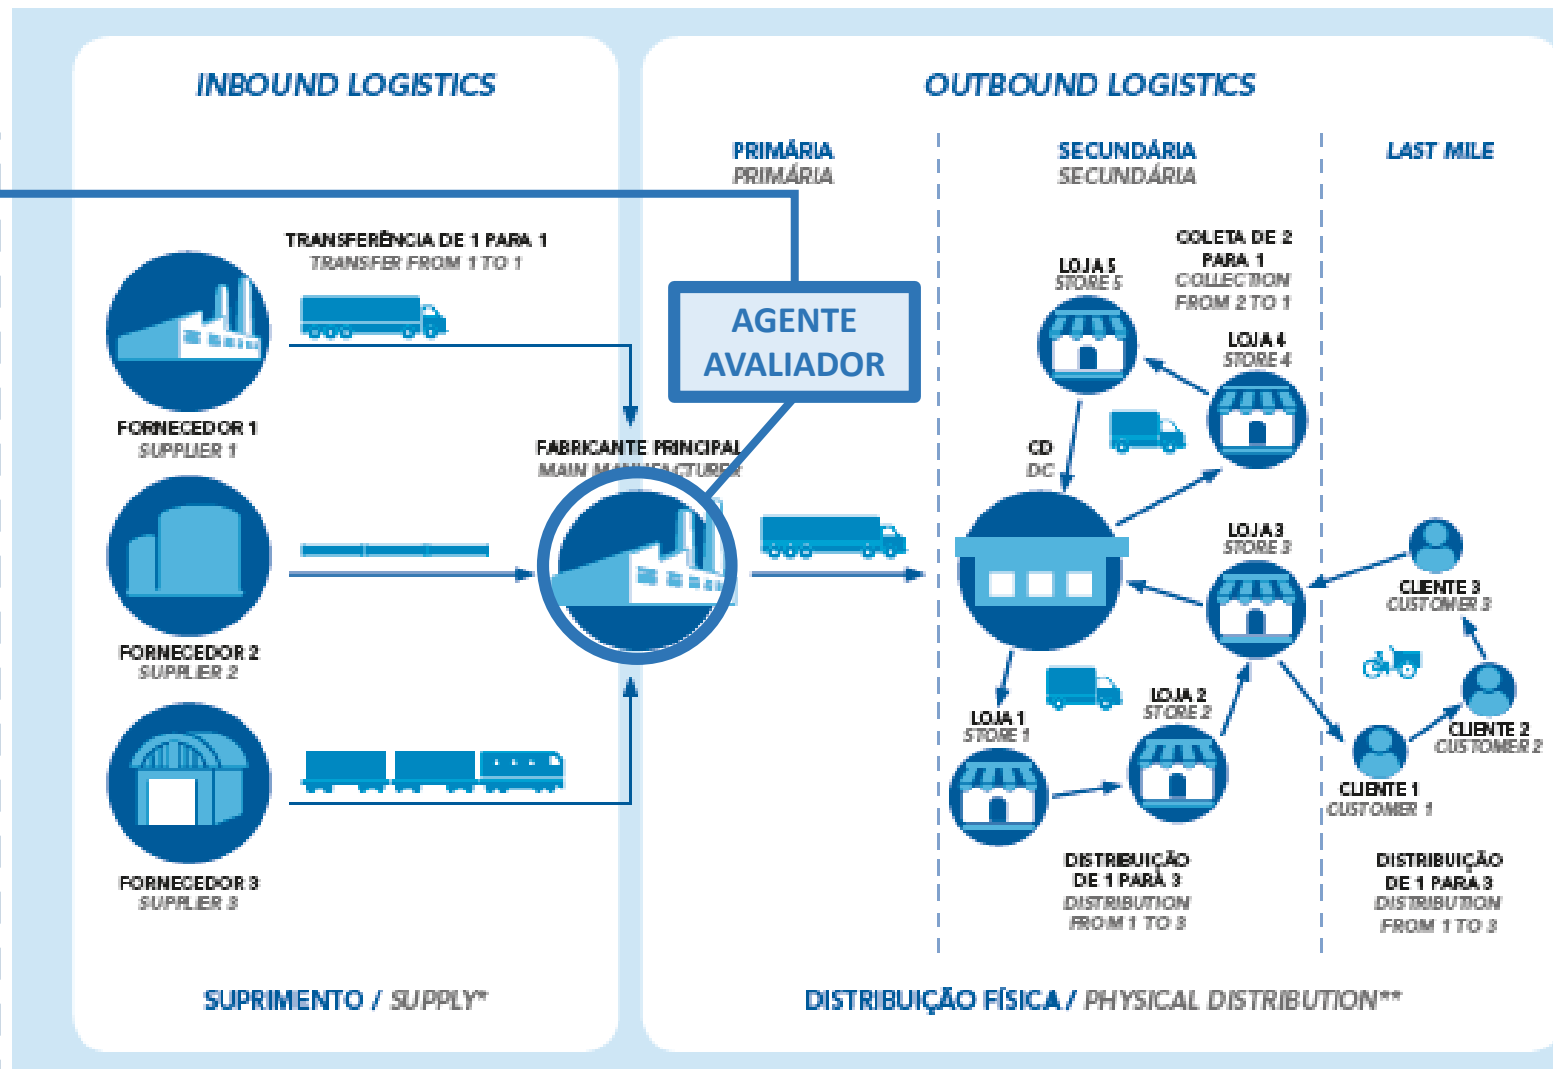 INBOUND LOGISTICS
TRANSFERÊNCIA DE 1 PARA 1
TRANSFER FROM 1 TO 1
FORNECEDOR 1
SUPPLIER 1
FORNECEDOR 2
SUPPLIER 2
FORNECEDOR 3
SUPPLIER 3
SUPRIMENTO / SUPPLY*
FABRICANTE PRINCIPAL
MAIN MANUFACTURER
AGENTE
AVALIADOR
OUTBOUND LOGISTICS
PRIMÁRIA
PRIMÁRIA
SECUNDÁRIA
SECUNDÁRIA
LAST MILE
COLETA DE 2
PARA 1
COLLECTION
FROM 2 TO 1
LOJA 5
STORE 5
LOJA 4
STORE 4
CD
DC
LOJA 3
STORE 3
LOJA 2
STORE 2
LOJA 1
STORE 1
CLIENTE 3
CUSTOMER 3
CLIENTE 2
CUSTOMER 2
CLIENTE 1
CUSTOMER 1
DISTRIBUIÇÃO
DE 1 PARA 3
DISTRIBUTION
FROM 1 TO 3
DISTRIBUIÇÃO
DE 1 PARA 3
DISTRIBUTION
FROM 1 TO 3
DISTRIBUIÇÃO FÍSICA / PHYSICAL DISTRIBUTION**